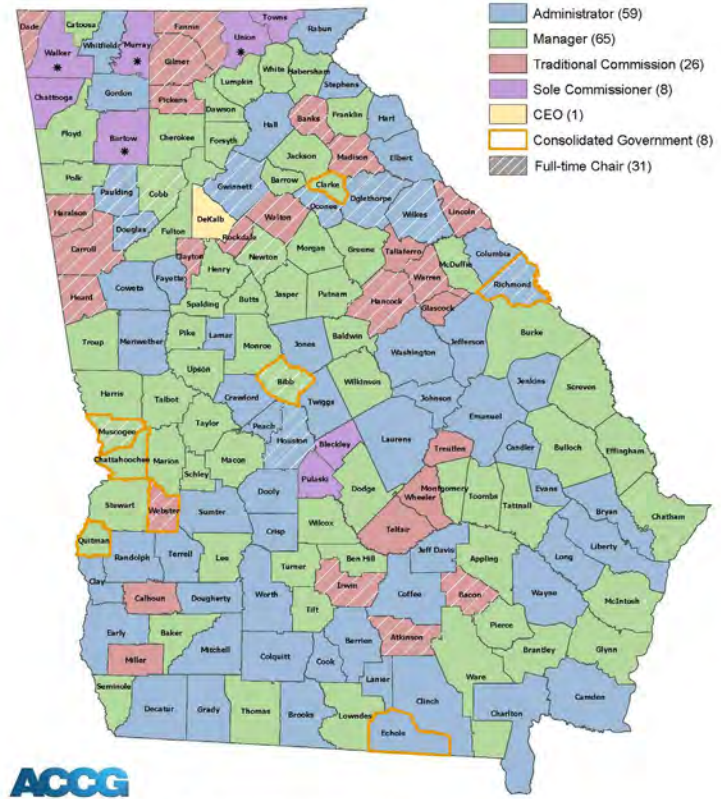 Administrator (59)
Manager (65)
Traditional Commission (26)
Sole Commissioner (8)
CEO (1)
Consolidated Government (8)
Full-time Chair (31)
Dade
Catoosa
Fannin
Towns
Rabun
Walker
Whitfield
Murray
Union
Gilmer
White
Habersham
Lumpkin
Stephens
Chattooga
Gordon
Pickens
Dawson
Banks
Franklin
Hart
Floyd
Bartow
Cherokee
Forsyth
Hall
Jackson
Madison
Elbert
Polk
Paulding
Cobb
Gwinnett
Barrow
Clarke
Oconee
Oglethorpe
Wilkes
Lincoln
Haralson
Douglas
Fulton
DeKalb
Walton
Rockdale
Newton
Morgan
Greene
Taliaferro
McDuffie
Columbia
Carroll
Clayton
Henry
Warren
Richmond
Heard
Coweta
Fayette
Spalding
Butts
Jasper
Putnam
Hancock
Glascock
Troup
Meriwether
Pike
Lamar
Monroe
Jones
Baldwin
Washington
Jefferson
Burke
Upson
Bibb
Wilkinson
Jenkins
Screven
Harris
Talbot
Crawford
Twiggs
Johnson
Emanuel
Muscogee
Taylor
Peach
Houston
Bleckley
Laurens
Treutlen
Candler
Bulloch
Effingham
Chattahoochee
Marion
Macon
Schley
Pulaski
Dodge
Montgomery
Wheeler
Toombs
Tattnall
Evans
Bryan
Chatham
Stewart
Webster
Sumter
Dooly
Wilcox
Telfair
Crisp
Quitman
Randolph
Terrell
Lee
Turner
Ben Hill
Jeff Davis
Appling
Long
Liberty
Clay
Calhoun
Dougherty
Worth
Irwin
Coffee
Bacon
Wayne
McIntosh
Tift
Early
Baker
Mitchell
Berrien
Atkinson
Pierce
Brantley
Glynn
Miller
Colquitt
Cook
Lanier
Ware
Seminole
Decatur
Grady
Thomas
Brooks
Lowndes
Clinch
Echols
Charlton
Camden
ACCG